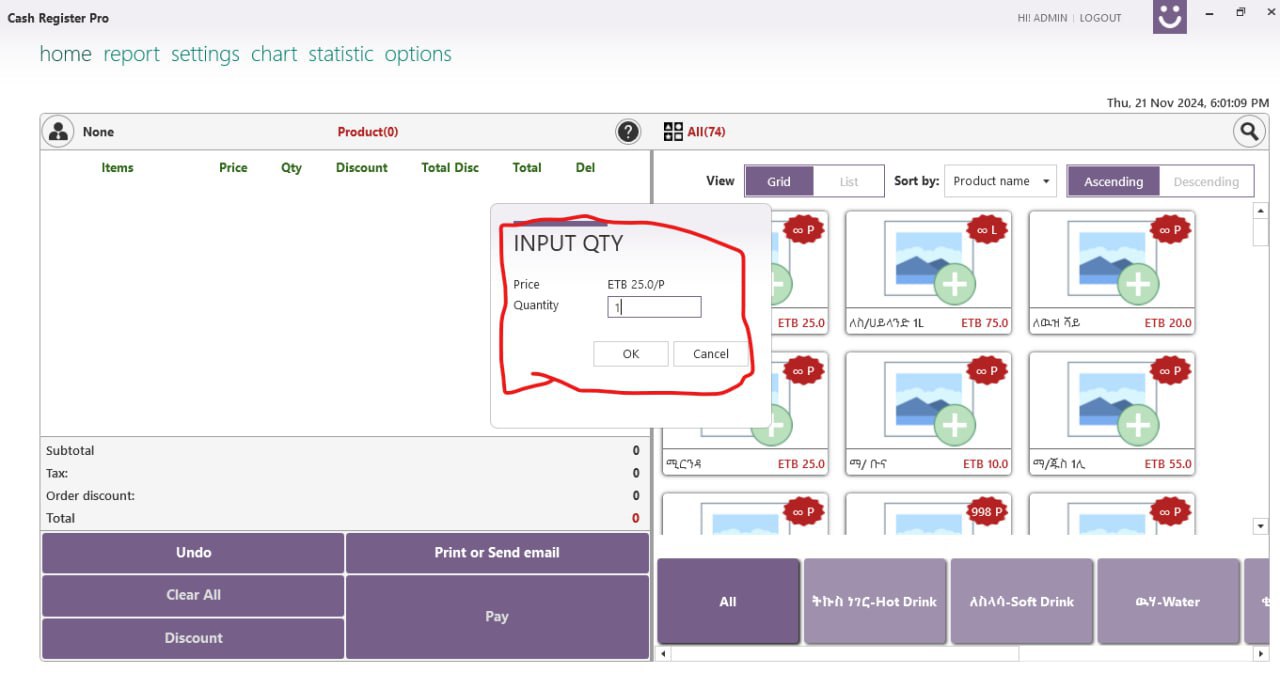 Cash Register Pro
HI! ADMIN | LOGOUT
home report settings chart statistic options
Thu, 21 Nov 2024, 6:01:09 PM
None Product(0) ?
All(74)
Items Price Qty Discount Total Disc Total Del
View Grid List Sort by: Product name Ascending Descending
INPUT QTY
Price ETB 25.0/P
Quantity 1
OK Cancel
∞ P ∞ L ∞ P
ETB 25.0 ለስ/ሀይላንድ 1L ETB 75.0 ለዉዝ ሻይ ETB 20.0
∞ P ∞ P ∞ P
ሚርንዳ ETB 25.0 ማ/ ቡና ETB 10.0 ማ/ጁስ 1ሊ ETB 55.0
∞ P 998 P ∞ P
Subtotal 0
Tax: 0
Order discount: 0
Total 0
Undo Print or Send email
Clear All Pay
Discount
All ትኩስ ነገር-Hot Drink ለስላሳ-Soft Drink ዉሃ-Water